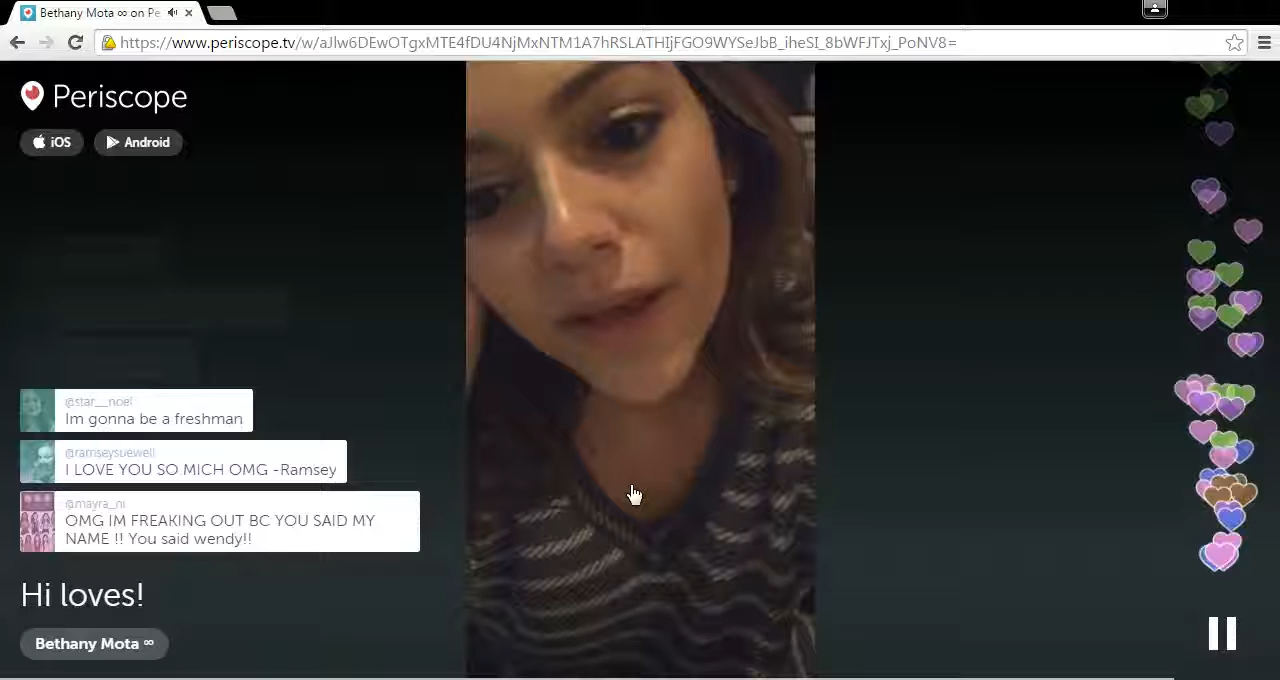 Bethany Mota ∞ on Pe
https://www.periscope.tv/w/aJlw6DEwOTgxMTE4fDU4NjMxNTM1A7hRSLATHIjFGO9WYSeJbB_iheSI_8bWFJTxj_PoNV8=
Periscope
iOS
Android
@star__noel
Im gonna be a freshman
@ramseysuewell
I LOVE YOU SO MICH OMG -Ramsey
@mayra_ni
OMG IM FREAKING OUT BC YOU SAID MY
NAME !! You said wendy!!
Hi loves!
Bethany Mota ∞